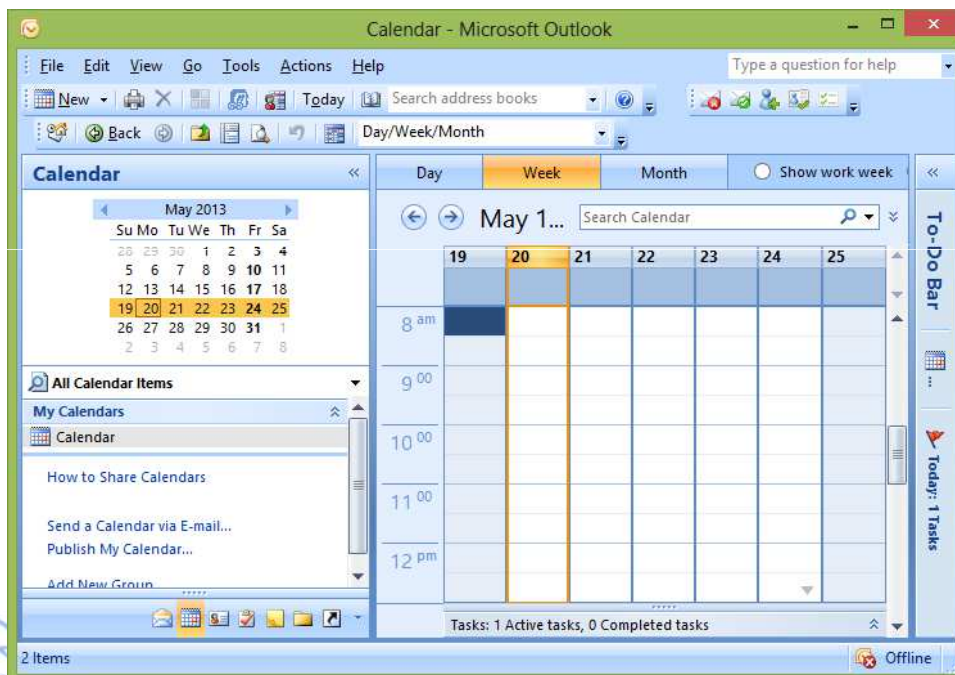 Calendar - Microsoft Outlook
File Edit View Go Tools Actions Help
Type a question for help
New Today Search address books
Back Day/Week/Month
Calendar «
Day Week Month Show work week «
May 2013
Su Mo Tu We Th Fr Sa
28 29 30 1 2 3 4
5 6 7 8 9 10 11
12 13 14 15 16 17 18
19 20 21 22 23 24 25
26 27 28 29 30 31 1
2 3 4 5 6 7 8
May 1... Search Calendar
19 20 21 22 23 24 25
8 am
9 00
10 00
11 00
12 pm
All Calendar Items
My Calendars
Calendar
How to Share Calendars
Send a Calendar via E-mail...
Publish My Calendar...
Add New Group
To-Do Bar
...
Today: 1 Tasks
Tasks: 1 Active tasks, 0 Completed tasks
2 Items
Offline